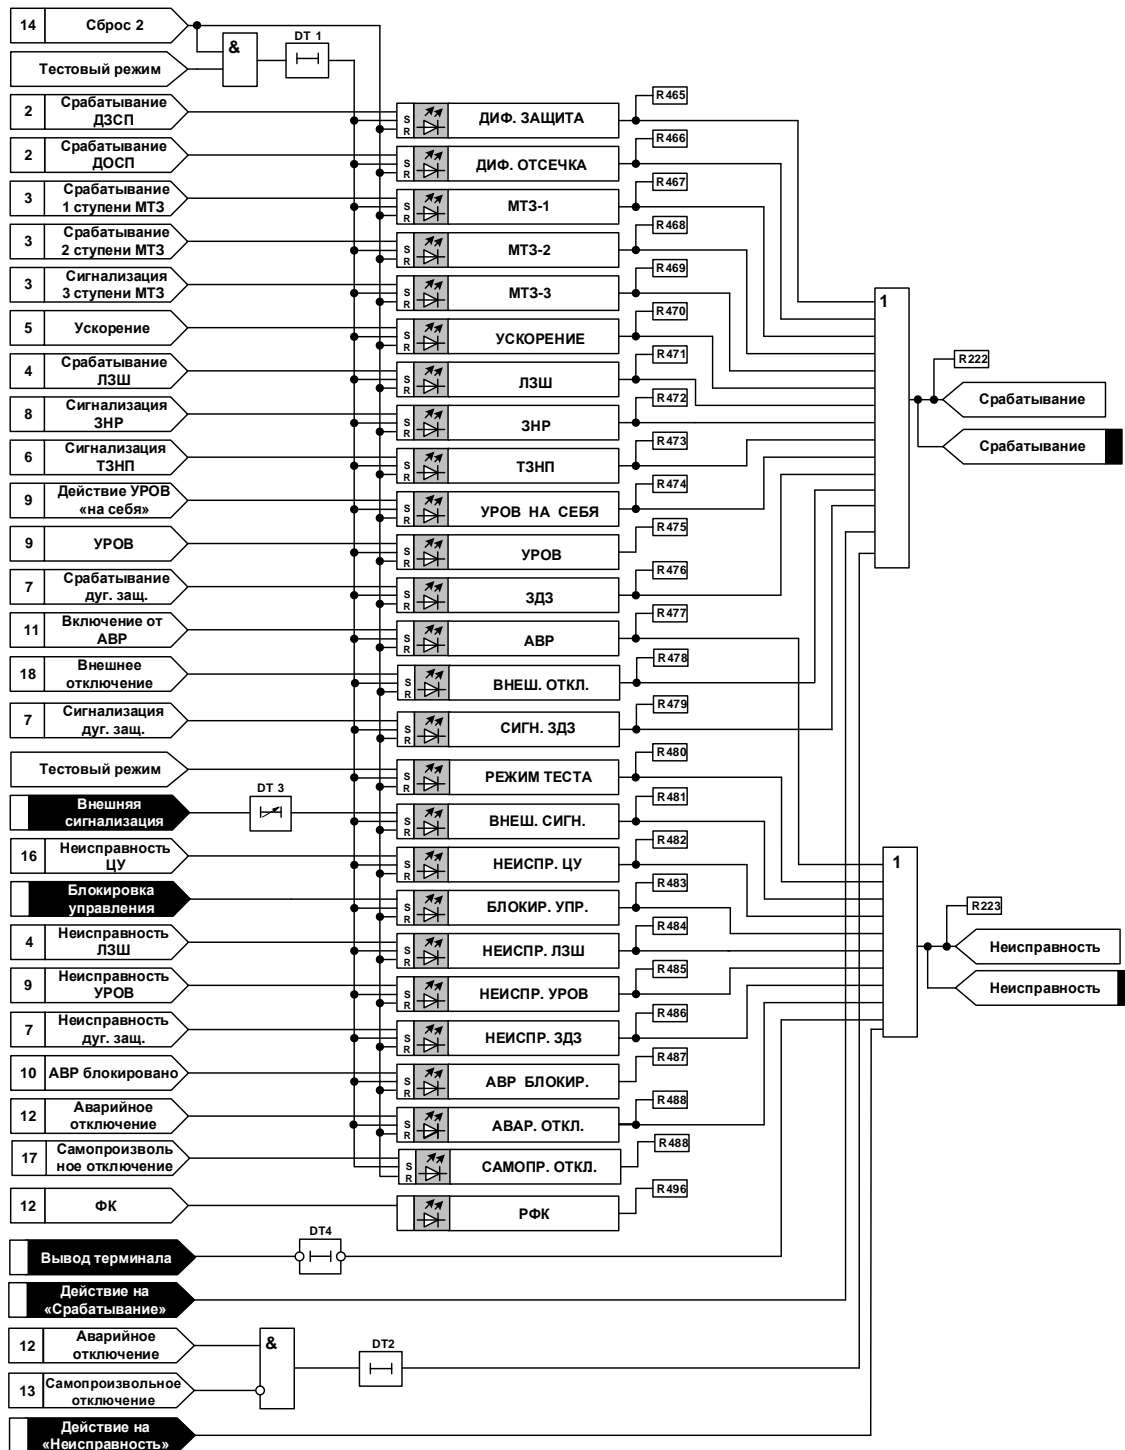 14 Сброс 2
& DT 1
Тестовый режим
R465
2 Срабатывание
ДЗСП
S
R
ДИФ. ЗАЩИТА
R466
2 Срабатывание
ДОСП
S
R
ДИФ. ОТСЕЧКА
R467
3 Срабатывание
1 ступени МТЗ
S
R
МТЗ-1
R468
3 Срабатывание
2 ступени МТЗ
S
R
МТЗ-2
R469
3 Сигнализация
3 ступени МТЗ
S
R
МТЗ-3
1
R470
5 Ускорение
S
R
УСКОРЕНИЕ
R471
R222
4 Срабатывание
ЛЗШ
S
R
ЛЗШ
Срабатывание
R472
8 Сигнализация
ЗНР
S
R
ЗНР
R473
Срабатывание
6 Сигнализация
ТЗНП
S
R
ТЗНП
R474
9 Действие УРОВ
«на себя»
S
R
УРОВ НА СЕБЯ
R475
9 УРОВ
S
R
УРОВ
R476
7 Срабатывание
дуг. защ.
S
R
ЗДЗ
R477
11 Включение от
АВР
S
R
АВР
R478
18 Внешнее
отключение
S
R
ВНЕШ. ОТКЛ.
R479
7 Сигнализация
дуг. защ.
S
R
СИГН. ЗДЗ
R480
Тестовый режим
S
R
РЕЖИМ ТЕСТА
DT 3
R481
Внешняя
сигнализация
S
R
ВНЕШ. СИГН.
R482
16 Неисправность
ЦУ
S
R
НЕИСПР. ЦУ
1
R483
Блокировка
управления
S
R
БЛОКИР. УПР.
R223
R484
4 Неисправность
ЛЗШ
S
R
НЕИСПР. ЛЗШ
Неисправность
R485
9 Неисправность
УРОВ
S
R
НЕИСПР. УРОВ
Неисправность
R486
7 Неисправность
дуг. защ.
S
R
НЕИСПР. ЗДЗ
R487
10 АВР блокировано
S
R
АВР БЛОКИР.
R488
12 Аварийное
отключение
S
R
АВАР. ОТКЛ.
R488
17 Самопроизволь
ное отключение
S
R
САМОПР. ОТКЛ.
R496
12 ФК
РФК
DT4
Вывод терминала
Действие на
«Срабатывание»
12 Аварийное
отключение
& DT2
13 Самопроизвольное
отключение
Действие на
«Неисправность»